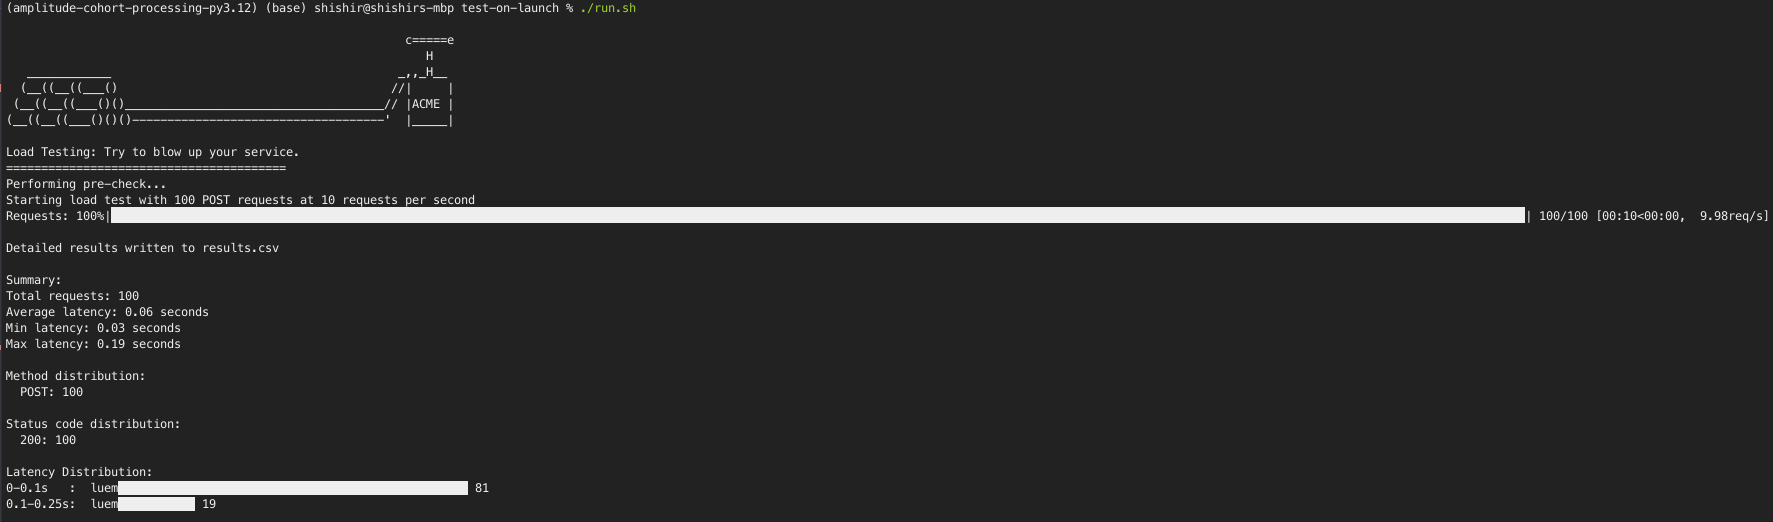 (amplitude-cohort-processing-py3.12) (base) shishir@shishirs-mbp test-on-launch % ./run.sh
c=====e
H
____________ _,,_H__
(__((__((___() //| |
(__((__((___()()_____________________________________// |ACME |
(__((__((___()()()------------------------------------' |_____|
Load Testing: Try to blow up your service.
========================================
Performing pre-check...
Starting load test with 100 POST requests at 10 requests per second
Requests: 100%| | 100/100 [00:10<00:00, 9.98req/s]
Detailed results written to results.csv
Summary:
Total requests: 100
Average latency: 0.06 seconds
Min latency: 0.03 seconds
Max latency: 0.19 seconds
Method distribution:
POST: 100
Status code distribution:
200: 100
Latency Distribution:
0-0.1s : luem 81
0.1-0.25s: luem 19